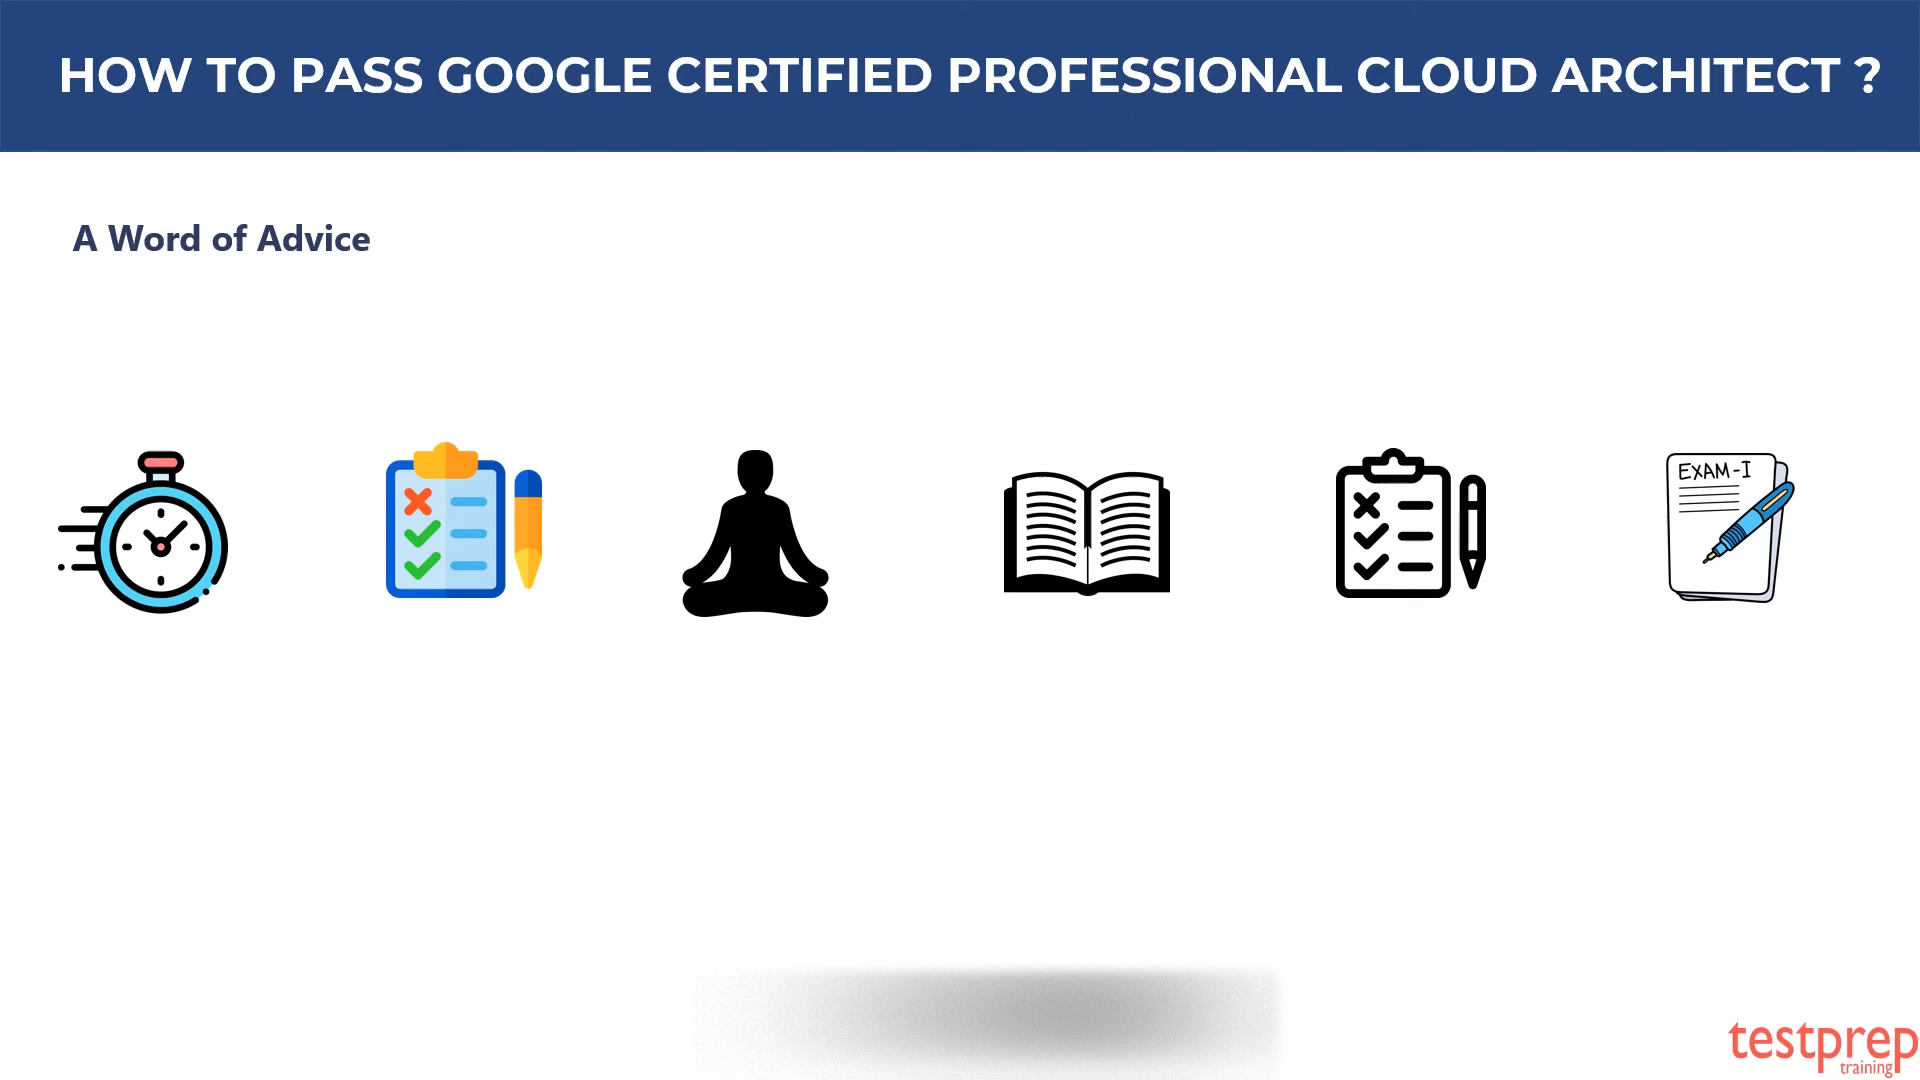 HOW TO PASS GOOGLE CERTIFIED PROFESSIONAL CLOUD ARCHITECT ?
A Word of Advice
EXAM-I
testprep
training